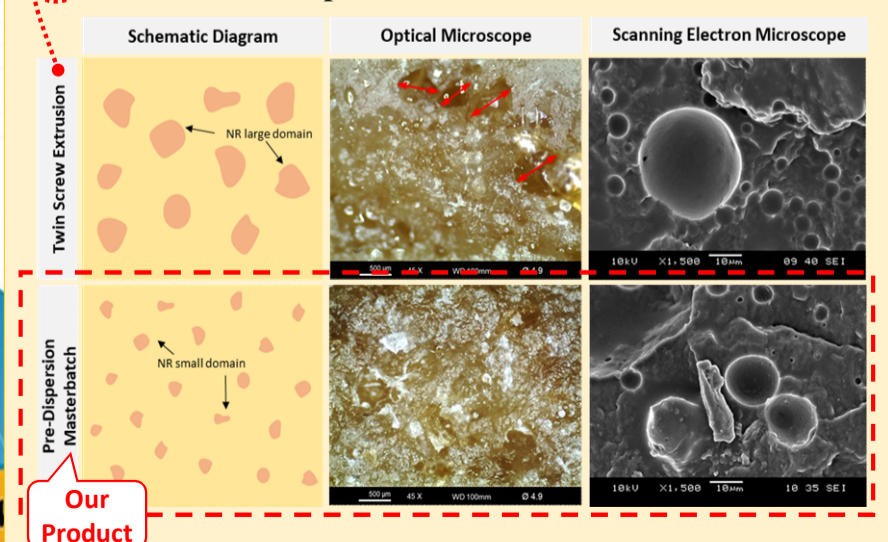 Schematic Diagram
Optical Microscope
Scanning Electron Microscope
Twin Screw Extrusion
NR large domain
500 µm 45 X WD 100mm Ø 4.9
10kV X1,500 10µm 09 40 SEI
Pre-Dispersion
Masterbatch
NR small domain
500 µm 45 X WD 100mm Ø 4.9
10kV X1,500 10µm 10 35 SEI
Our
Product